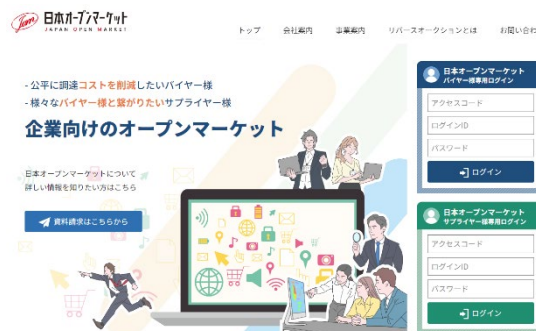 Jam 日本オープンマーケット
JAPAN OPEN MARKET
トップ 会社案内 事業案内 リバースオークションとは お問い合わ
- 公平に調達コストを削減したいバイヤー様
- 様々なバイヤー様と繋がりたいサプライヤー様
企業向けのオープンマーケット
日本オープンマーケットについて
詳しい情報を知りたい方はこちら
資料請求はこちらから
日本オープンマーケット
バイヤー様専用ログイン
アクセスコード
ログインID
パスワード
ログイン
日本オープンマーケット
サプライヤー様専用ログイン
アクセスコード
ログインID
パスワード
ログイン